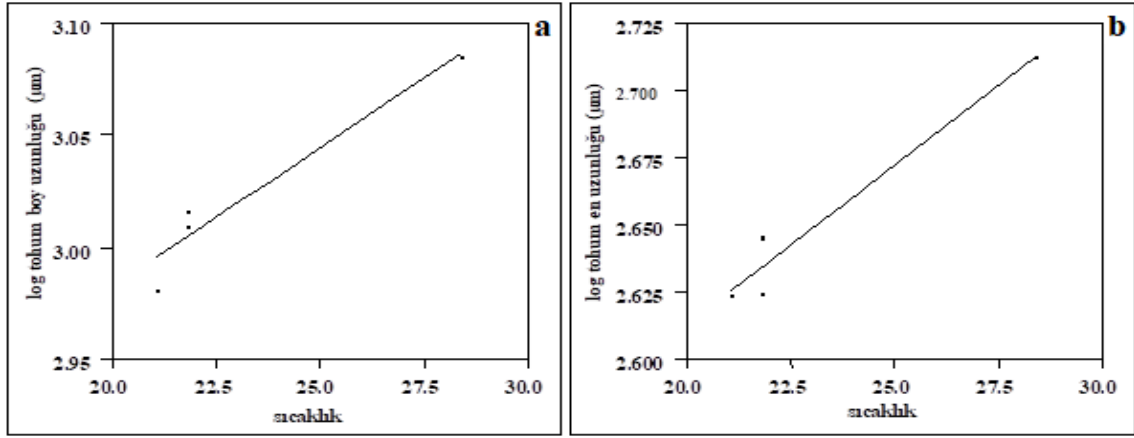 a
log tohum boy uzunluğu (µm)
3.10
3.05
3.00
2.95
20.0 22.5 25.0 27.5 30.0
sıcaklık
b
log tohum en uzunluğu (µm)
2.725
2.700
2.675
2.650
2.625
2.600
20.0 22.5 25.0 27.5 30.0
sıcaklık